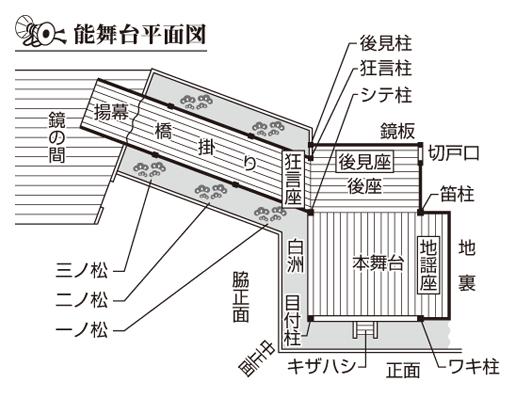 能舞台平面図
後見柱
狂言柱
シテ柱
鏡板
切戸口
揚幕
鏡の間
橋掛り
狂言座
後見座
後座
笛柱
白洲
本舞台
地謡座
地裏
三ノ松
二ノ松
一ノ松
脇正面
目付柱
中正面
キザハシ
正面
ワキ柱